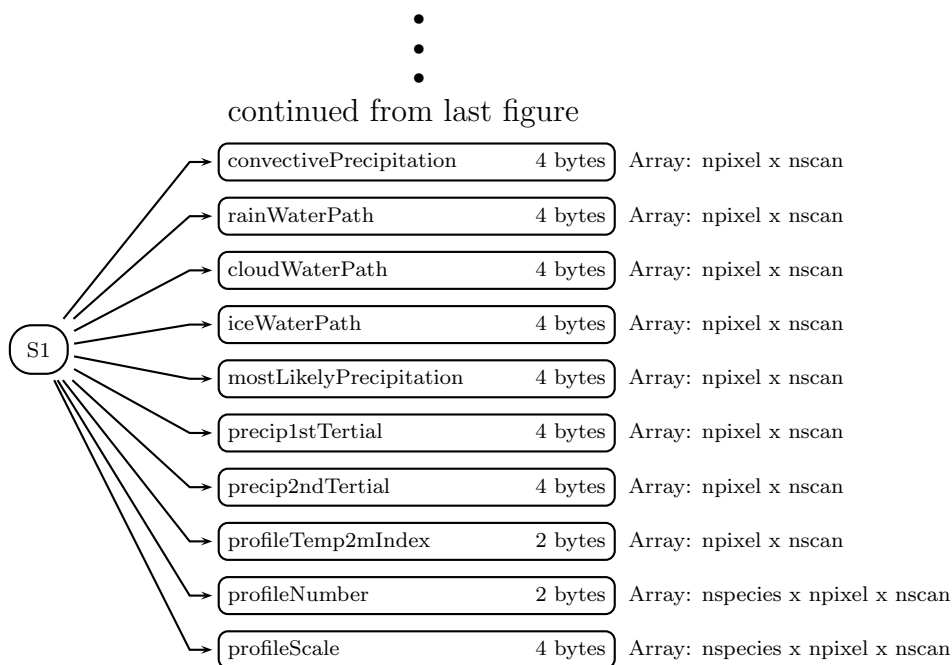 continued from last figure
convectivePrecipitation 4 bytes Array: npixel x nscan
rainWaterPath 4 bytes Array: npixel x nscan
cloudWaterPath 4 bytes Array: npixel x nscan
iceWaterPath 4 bytes Array: npixel x nscan
S1
mostLikelyPrecipitation 4 bytes Array: npixel x nscan
precip1stTertial 4 bytes Array: npixel x nscan
precip2ndTertial 4 bytes Array: npixel x nscan
profileTemp2mIndex 2 bytes Array: npixel x nscan
profileNumber 2 bytes Array: nspecies x npixel x nscan
profileScale 4 bytes Array: nspecies x npixel x nscan